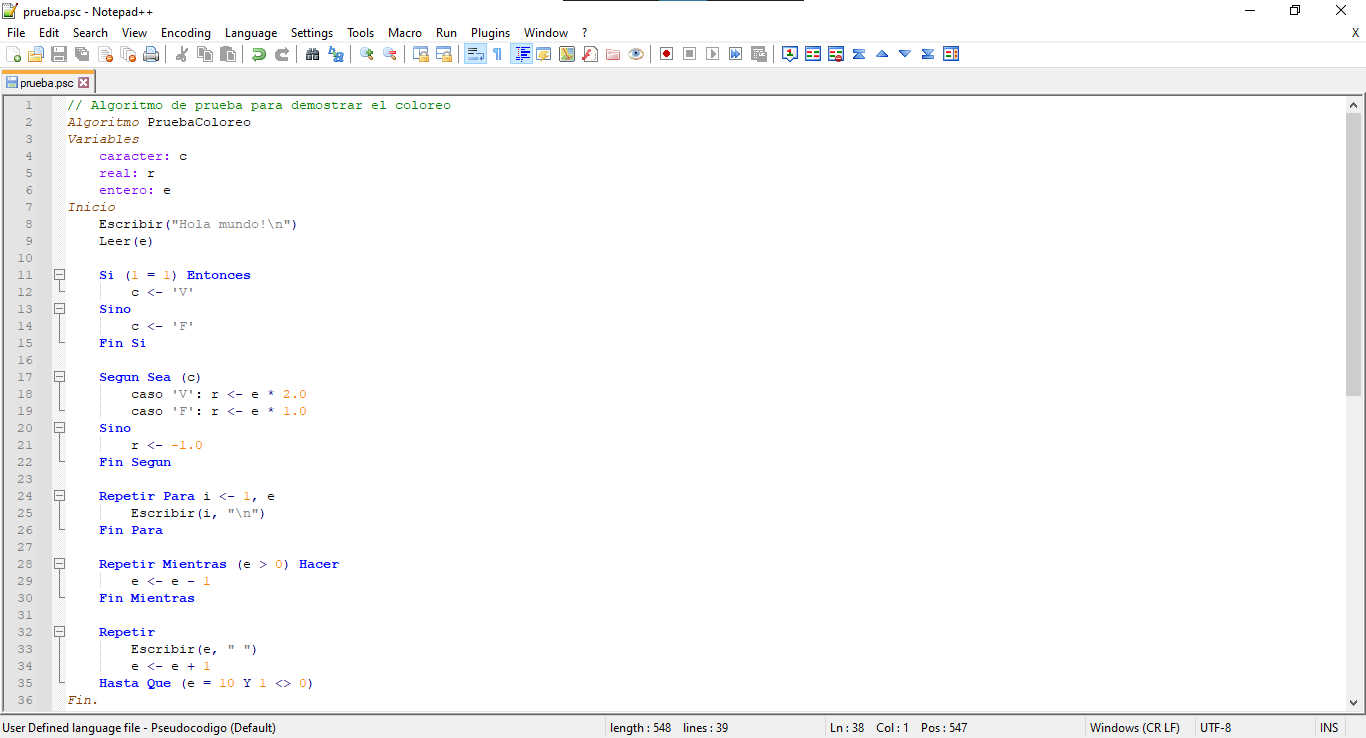 prueba.psc - Notepad++
File Edit Search View Encoding Language Settings Tools Macro Run Plugins Window ? X
prueba.psc
1 // Algoritmo de prueba para demostrar el coloreo
2 Algoritmo PruebaColoreo
3 Variables
4 caracter: c
5 real: r
6 entero: e
7 Inicio
8 Escribir("Hola mundo!\n")
9 Leer(e)
10
11 Si (1 = 1) Entonces
12 c <- 'V'
13 Sino
14 c <- 'F'
15 Fin Si
16
17 Segun Sea (c)
18 caso 'V': r <- e * 2.0
19 caso 'F': r <- e * 1.0
20 Sino
21 r <- -1.0
22 Fin Segun
23
24 Repetir Para i <- 1, e
25 Escribir(i, "\n")
26 Fin Para
27
28 Repetir Mientras (e > 0) Hacer
29 e <- e - 1
30 Fin Mientras
31
32 Repetir
33 Escribir(e, " ")
34 e <- e + 1
35 Hasta Que (e = 10 Y 1 <> 0)
36 Fin.
User Defined language file - Pseudocodigo (Default) length : 548 lines : 39 Ln : 38 Col : 1 Pos : 547 Windows (CR LF) UTF-8 INS